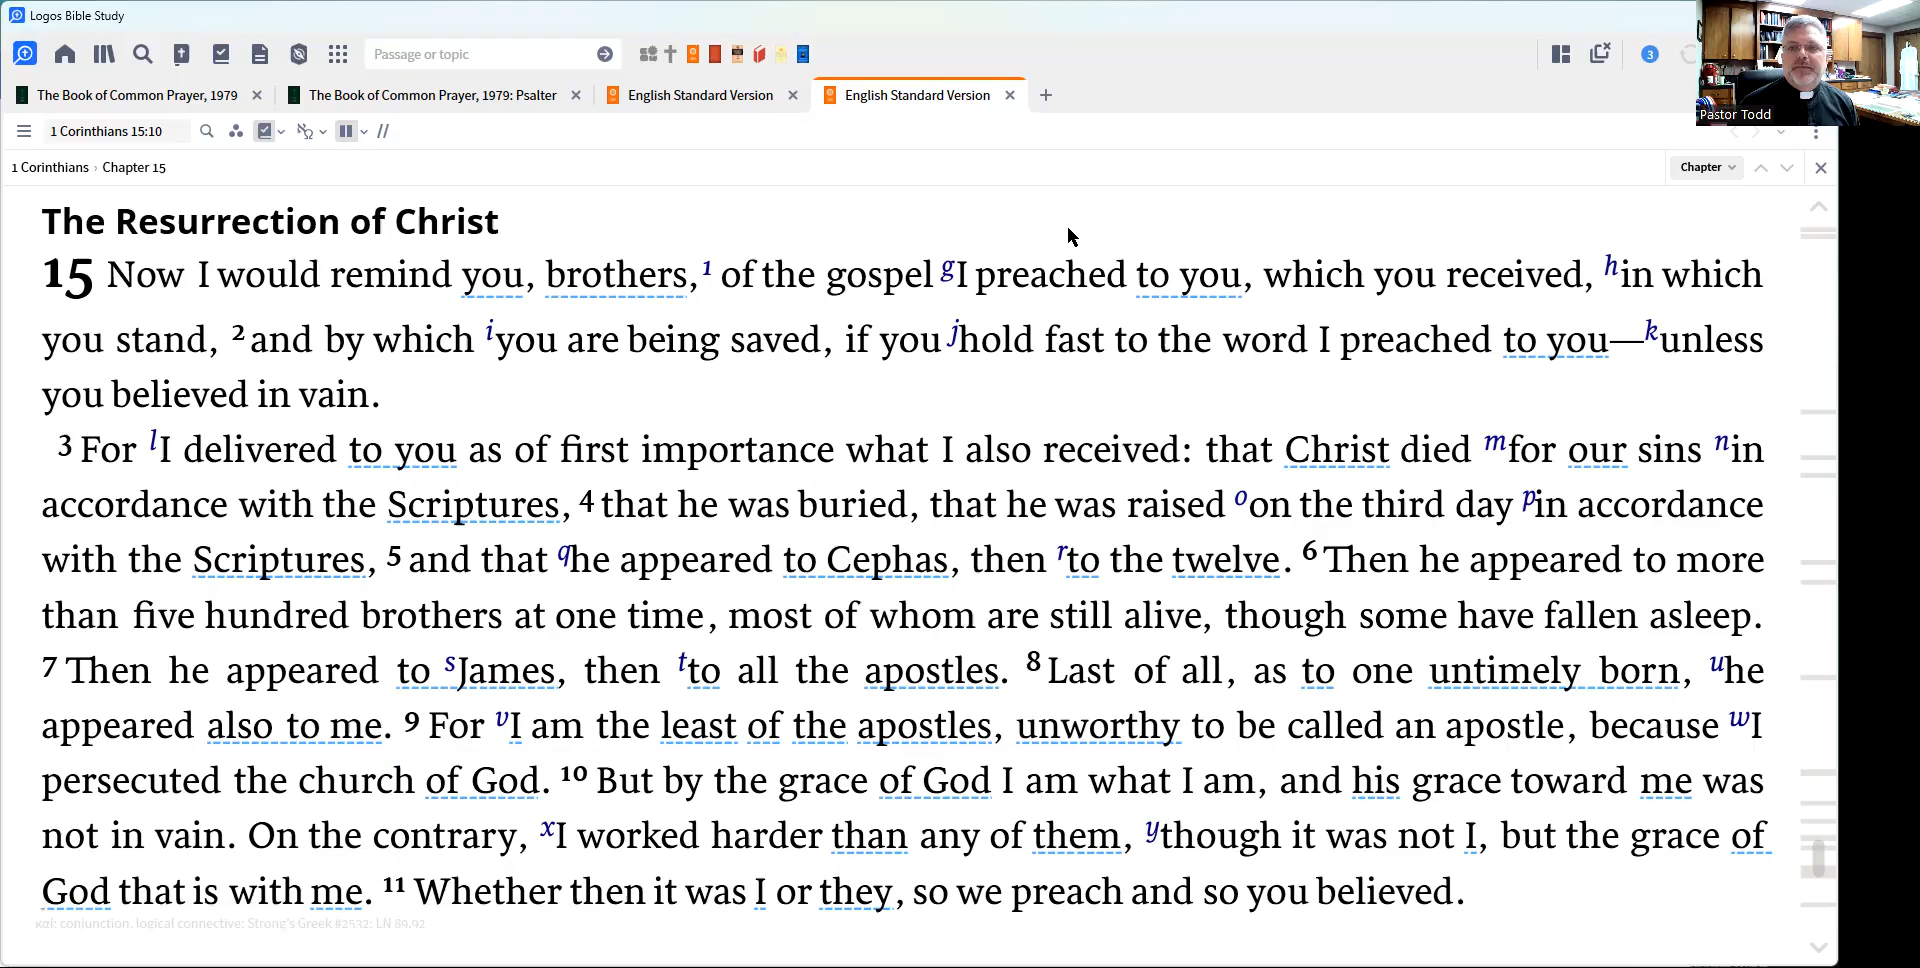 Logos Bible Study
Passage or topic
3
The Book of Common Prayer, 1979
The Book of Common Prayer, 1979: Psalter
English Standard Version
English Standard Version
Pastor Todd
1 Corinthians 15:10
1 Corinthians › Chapter 15
Chapter
The Resurrection of Christ
15 Now I would remind you, brothers,1 of the gospel gI preached to you, which you received, hin which
you stand, 2 and by which iyou are being saved, if you jhold fast to the word I preached to you—kunless
you believed in vain.
3 For lI delivered to you as of first importance what I also received: that Christ died mfor our sins nin
accordance with the Scriptures, 4 that he was buried, that he was raised oon the third day pin accordance
with the Scriptures, 5 and that qhe appeared to Cephas, then rto the twelve. 6 Then he appeared to more
than five hundred brothers at one time, most of whom are still alive, though some have fallen asleep.
7 Then he appeared to sJames, then tto all the apostles. 8 Last of all, as to one untimely born, uhe
appeared also to me. 9 For vI am the least of the apostles, unworthy to be called an apostle, because wI
persecuted the church of God. 10 But by the grace of God I am what I am, and his grace toward me was
not in vain. On the contrary, xI worked harder than any of them, ythough it was not I, but the grace of
God that is with me. 11 Whether then it was I or they, so we preach and so you believed.
καί: conjunction, logical connective; Strong's Greek #2532; LN 89.92